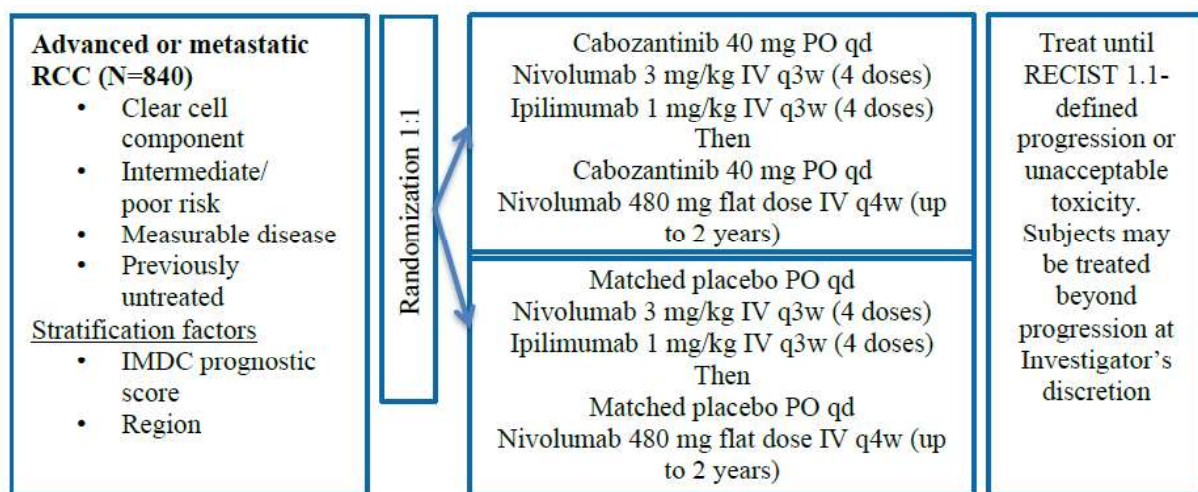 Advanced or metastatic
RCC (N=840)
• Clear cell
component
• Intermediate/
poor risk
• Measurable disease
• Previously
untreated
Stratification factors
• IMDC prognostic
score
• Region
Randomization 1:1
Cabozantinib 40 mg PO qd
Nivolumab 3 mg/kg IV q3w (4 doses)
Ipilimumab 1 mg/kg IV q3w (4 doses)
Then
Cabozantinib 40 mg PO qd
Nivolumab 480 mg flat dose IV q4w (up
to 2 years)
Matched placebo PO qd
Nivolumab 3 mg/kg IV q3w (4 doses)
Ipilimumab 1 mg/kg IV q3w (4 doses)
Then
Matched placebo PO qd
Nivolumab 480 mg flat dose IV q4w (up
to 2 years)
Treat until
RECIST 1.1-
defined
progression or
unacceptable
toxicity.
Subjects may
be treated
beyond
progression at
Investigator's
discretion